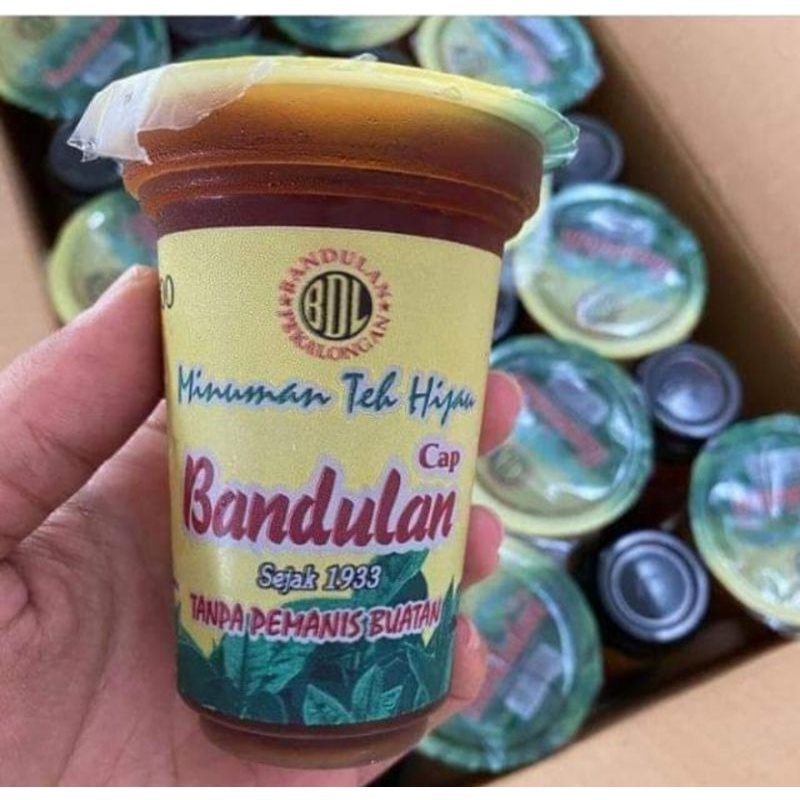 BANDULAN
BDL
PEKALONGAN
Minuman Teh Hijau
Cap
Bandulan
Sejak 1933
TANPA PEMANIS BUATAN